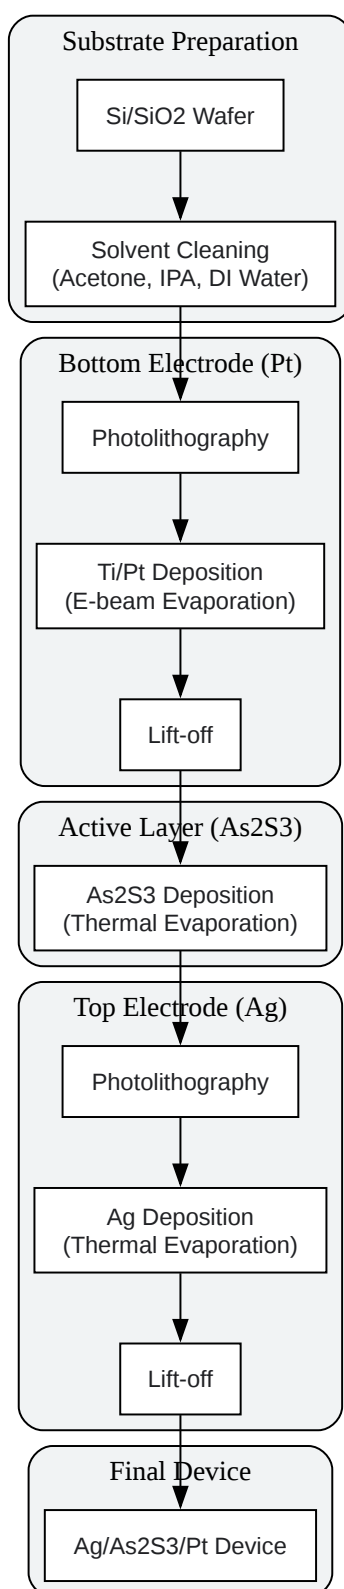 Substrate Preparation
Si/SiO2 Wafer
Solvent Cleaning
(Acetone, IPA, DI Water)
Bottom Electrode (Pt)
Photolithography
Ti/Pt Deposition
(E-beam Evaporation)
Lift-off
Active Layer (As2S3)
As2S3 Deposition
(Thermal Evaporation)
Top Electrode (Ag)
Photolithography
Ag Deposition
(Thermal Evaporation)
Lift-off
Final Device
Ag/As2S3/Pt Device